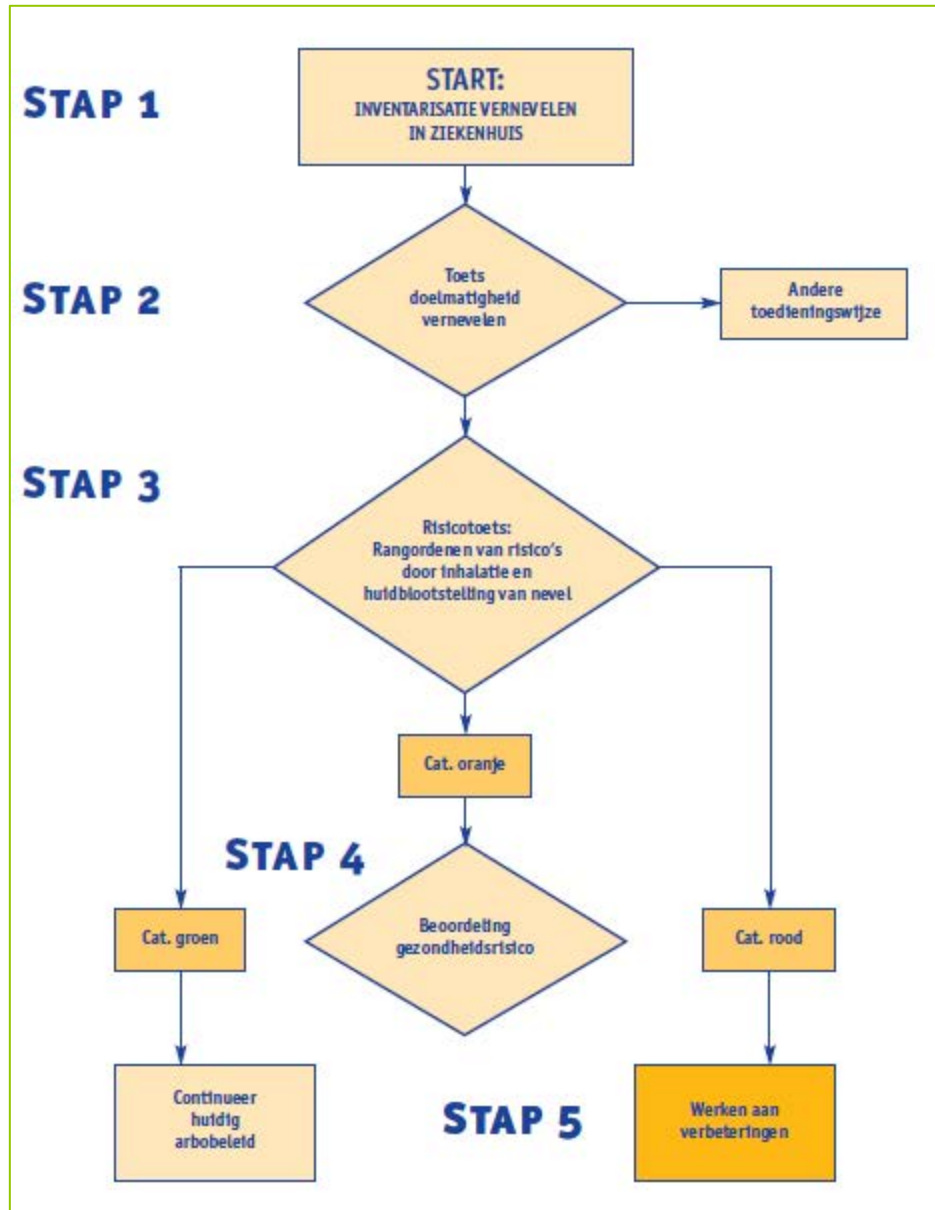 STAP 1
START:
INVENTARISATIE VERNEVELEN
IN ZIEKENHUIS
STAP 2
Toets
doelmatigheid
vernevelen
Andere
toedieningswijze
STAP 3
Risicotoets:
Rangordenen van risico's
door inhalatie en
huidblootstelling van nevel
Cat. oranje
STAP 4
Cat. groen
Beoordeling
gezondheidsrisico
Cat. rood
Continueer
huidig
arbobeleid
STAP 5
Werken aan
verbeteringen